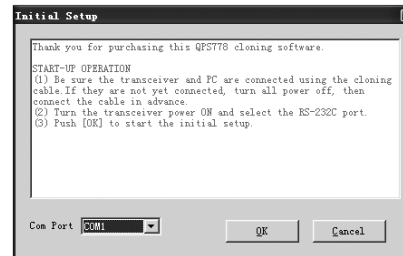 Initial Setup
Thank you for purchasing this QPS778 cloning software.
START-UP OPERATION
(1) Be sure the transceiver and PC are connected using the cloning
cable.If they are not yet connected, turn all power off, then
connect the cable in advance.
(2) Turn the transceiver power ON and select the RS-232C port.
(3) Push [OK] to start the initial setup.
Com Port COM1 OK Cancel